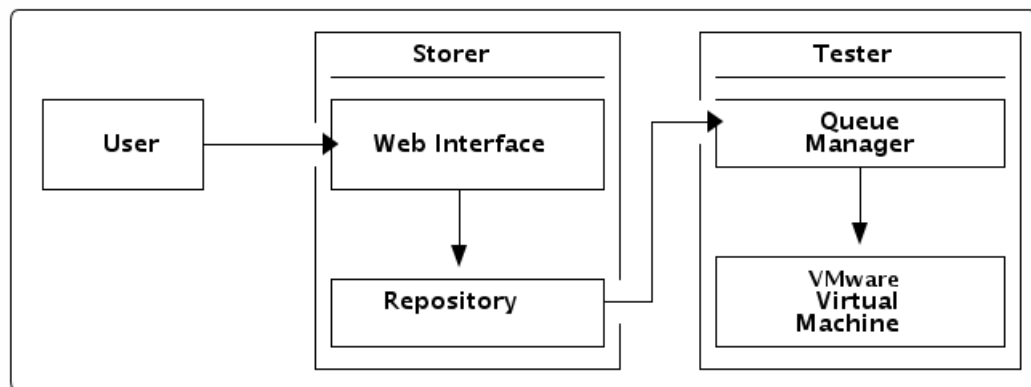 Storer
Tester
User
Web Interface
Queue
Manager
Repository
VMware
Virtual
Machine